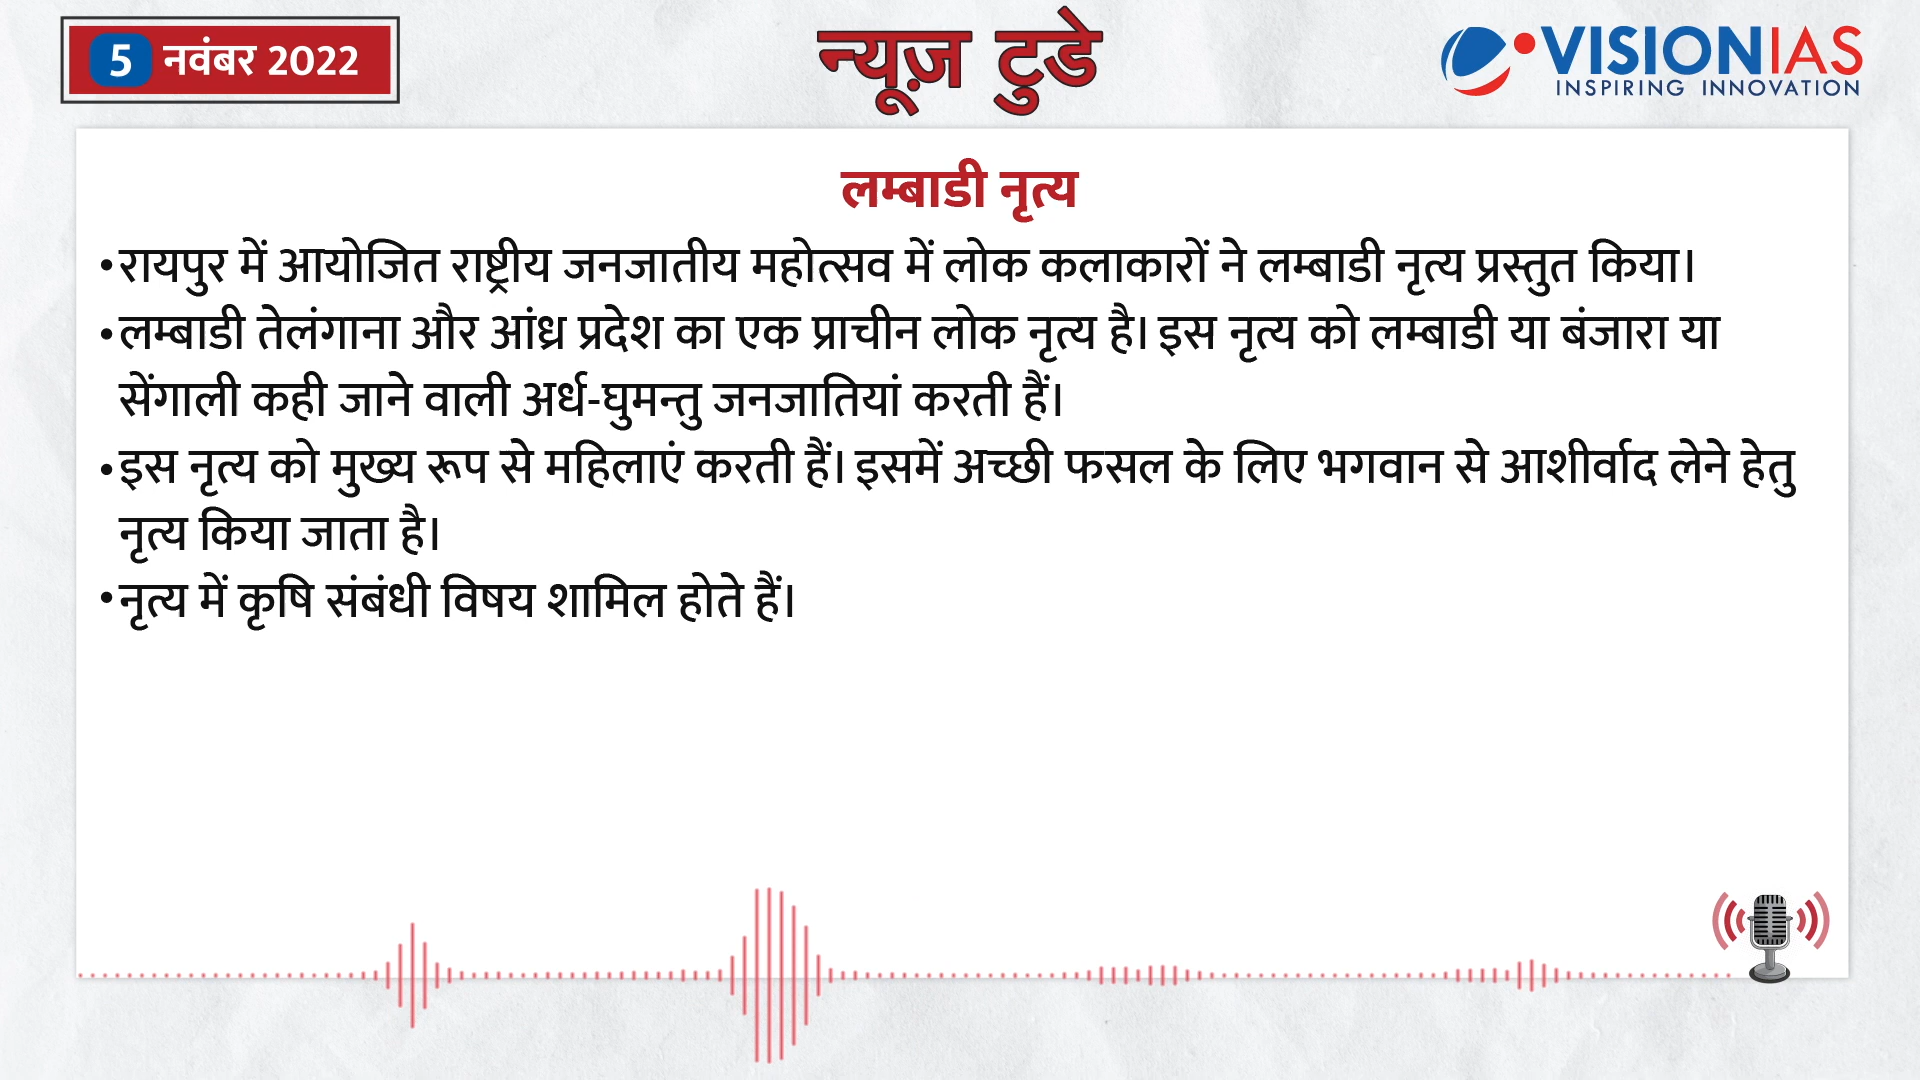 5 नवंबर 2022
न्यूज़ टुडे
VISIONIAS
INSPIRING INNOVATION
लम्बाडी नृत्य
•रायपुर में आयोजित राष्ट्रीय जनजातीय महोत्सव में लोक कलाकारों ने लम्बाडी नृत्य प्रस्तुत किया।
•लम्बाडी तेलंगाना और आंध्र प्रदेश का एक प्राचीन लोक नृत्य है। इस नृत्य को लम्बाडी या बंजारा या
सेंगाली कही जाने वाली अर्ध-घुमन्तु जनजातियां करती हैं।
•इस नृत्य को मुख्य रूप से महिलाएं करती हैं। इसमें अच्छी फसल के लिए भगवान से आशीर्वाद लेने हेतु
नृत्य किया जाता है।
•नृत्य में कृषि संबंधी विषय शामिल होते हैं।